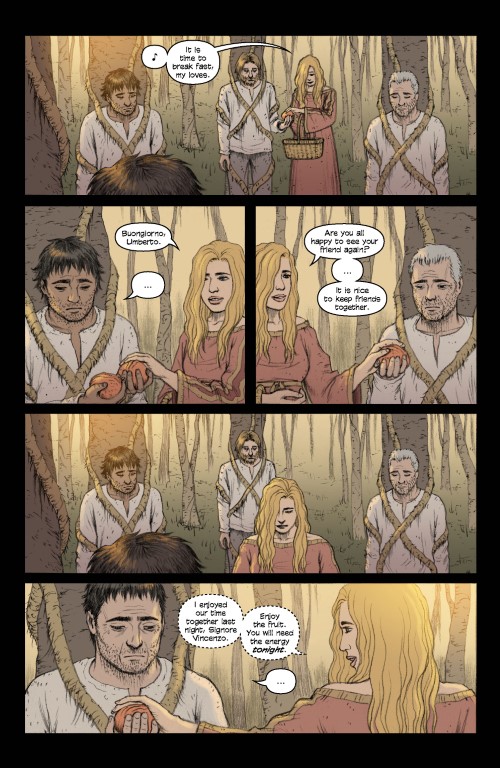 ♪
It is
time to
break fast,
my loves.
Buongiorno,
Umberto.
...
Are you all
happy to see your
friend again?
...
It is nice
to keep friends
together.
I enjoyed
our time
together last
night, Signore
Vincenzo.
Enjoy
the fruit.
You will need
the energy
tonight.
...